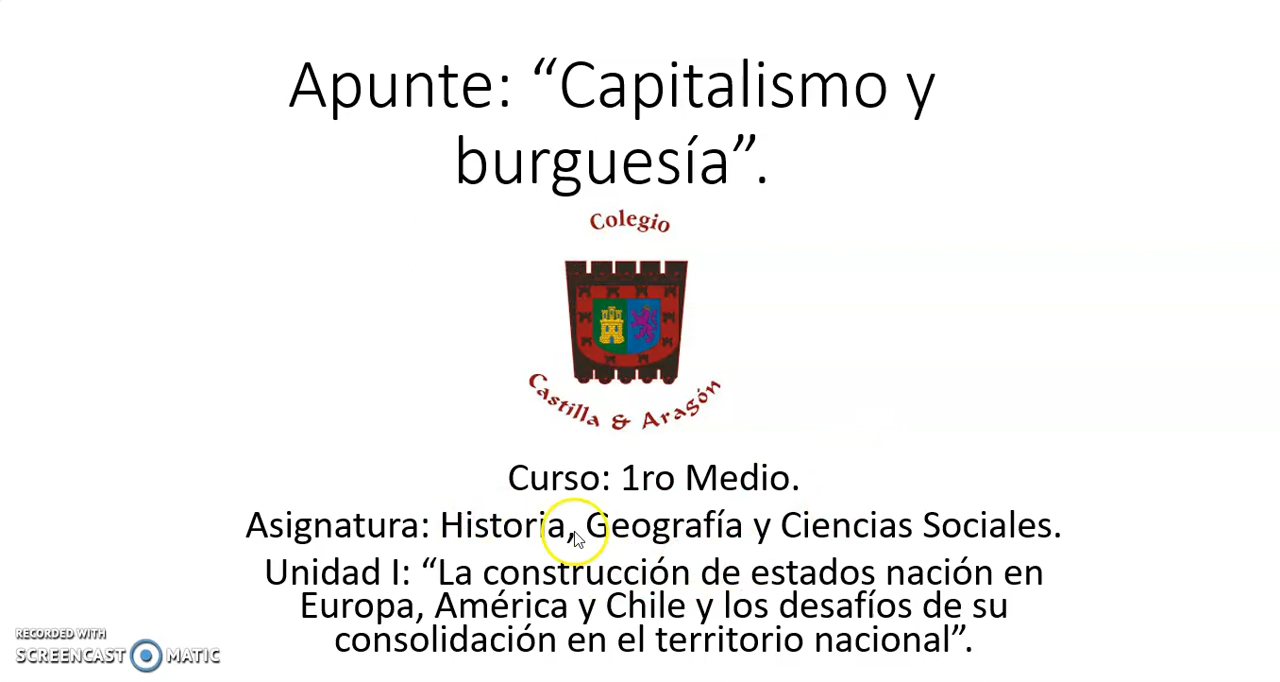 Apunte: “Capitalismo y
burguesía”.
Colegio
Castilla & Aragón
Curso: 1ro Medio.
Asignatura: Historia, Geografía y Ciencias Sociales.
Unidad I: “La construcción de estados nación en
Europa, América y Chile y los desafíos de su
consolidación en el territorio nacional”.
RECORDED WITH
SCREENCAST MATIC